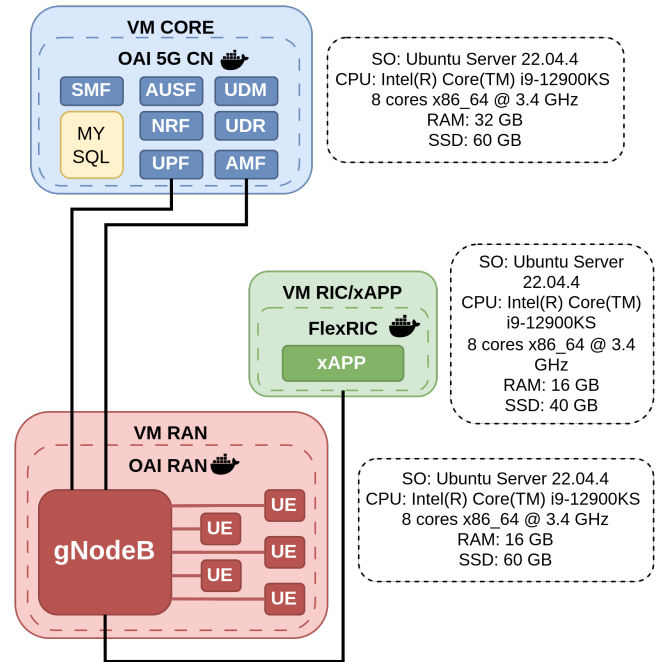 VM CORE
OAI 5G CN
SMF
AUSF
UDM
MY
SQL
NRF
UDR
UPF
AMF
SO: Ubuntu Server 22.04.4
CPU: Intel(R) Core(TM) i9-12900KS
8 cores x86_64 @ 3.4 GHz
RAM: 32 GB
SSD: 60 GB
VM RIC/xAPP
FlexRIC
xAPP
SO: Ubuntu Server
22.04.4
CPU: Intel(R) Core(TM)
i9-12900KS
8 cores x86_64 @ 3.4
GHz
RAM: 16 GB
SSD: 40 GB
VM RAN
OAI RAN
gNodeB
UE
UE
UE
UE
UE
SO: Ubuntu Server 22.04.4
CPU: Intel(R) Core(TM) i9-12900KS
8 cores x86_64 @ 3.4 GHz
RAM: 16 GB
SSD: 60 GB